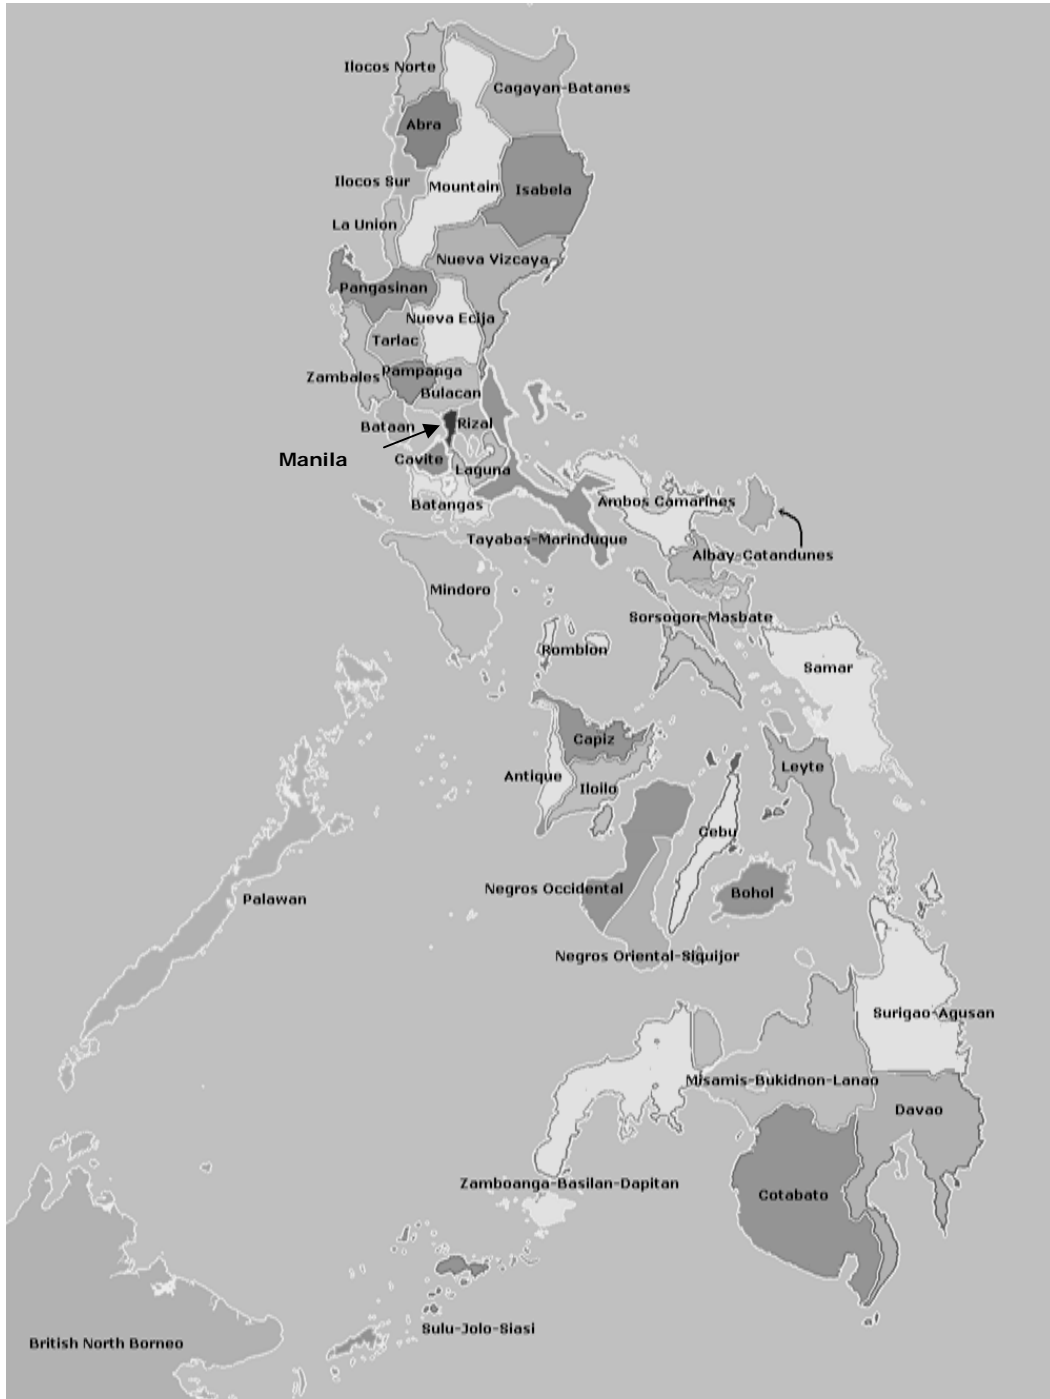 Ilocos Norte
Cagayan-Batanes
Abra
Ilocos Sur
Mountain
Isabela
La Union
Nueva Vizcaya
Pangasinan
Nueva Ecija
Tarlac
Pampanga
Zambales
Bulacan
Bataan
Rizal
Manila
Cavite
Laguna
Batangas
Ambos Camarines
Tayabas-Marinduque
Albay-Catandunes
Mindoro
Sorsogon-Masbate
Romblon
Samar
Capiz
Antique
Iloilo
Leyte
Cebu
Negros Occidental
Bohol
Palawan
Negros Oriental-Siquijor
Surigao-Agusan
Misamis-Bukidnon-Lanao
Davao
Zamboanga-Basilan-Dapitan
Cotabato
Sulu-Jolo-Siasi
British North Borneo